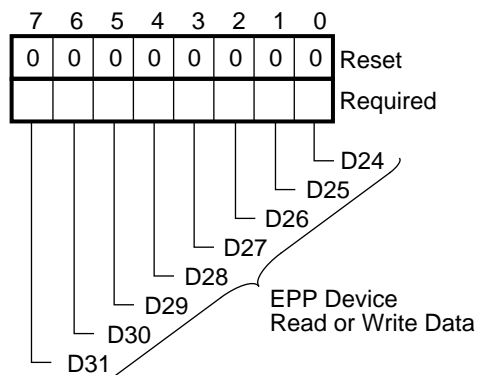 7 6 5 4 3 2 1 0
0 0 0 0 0 0 0 0 Reset
Required
D24
D25
D26
D27
D28
D29
D30
D31
EPP Device
Read or Write Data